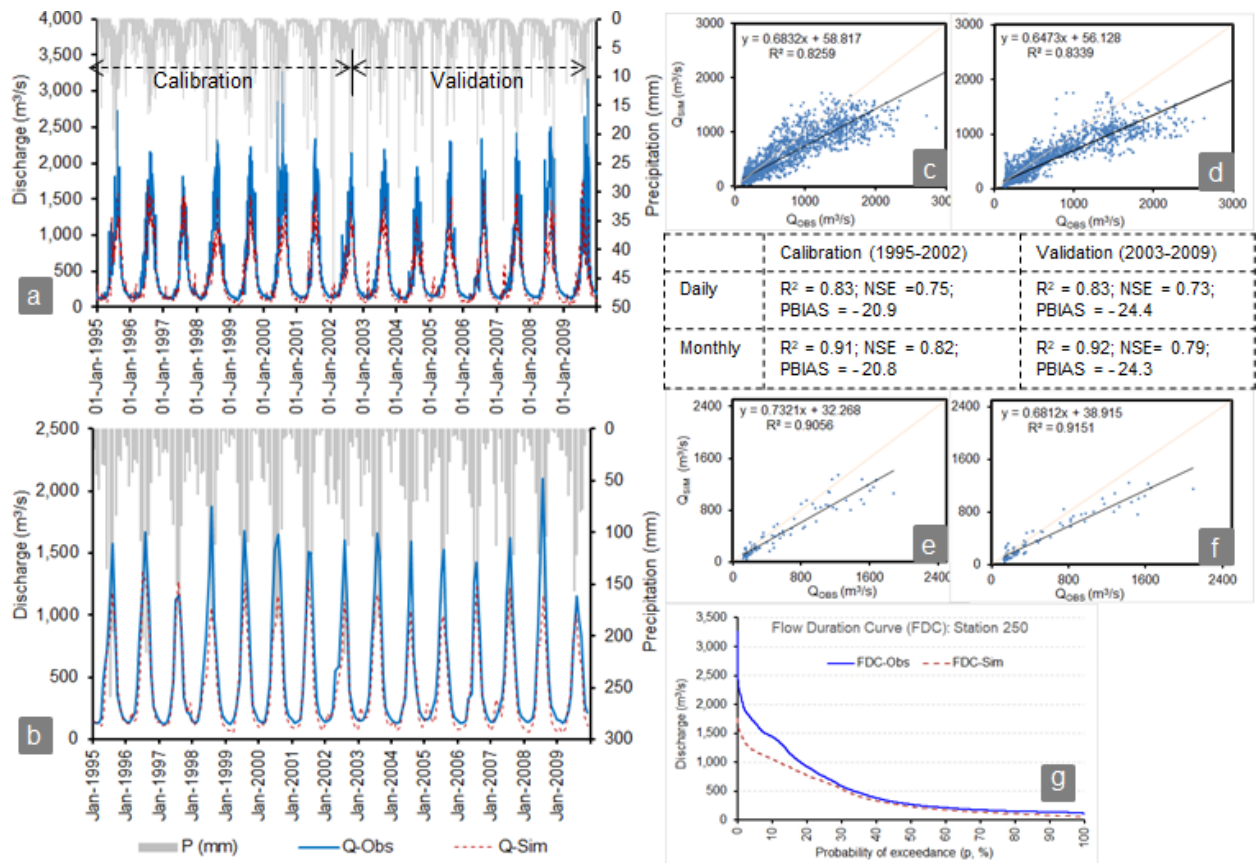 a
4,000
3,500
3,000
2,500
2,000
1,500
1,000
500
0
Discharge (m³/s)
Calibration
Validation
0
5
10
15
20
25
30
35
40
45
50
Precipitation (mm)
01-Jan-1995
01-Jan-1996
01-Jan-1997
01-Jan-1998
01-Jan-1999
01-Jan-2000
01-Jan-2001
01-Jan-2002
01-Jan-2003
01-Jan-2004
01-Jan-2005
01-Jan-2006
01-Jan-2007
01-Jan-2008
01-Jan-2009
b
2,500
2,000
1,500
1,000
500
0
Discharge (m³/s)
0
50
100
150
200
250
300
Precipitation (mm)
Jan-1995
Jan-1996
Jan-1997
Jan-1998
Jan-1999
Jan-2000
Jan-2001
Jan-2002
Jan-2003
Jan-2004
Jan-2005
Jan-2006
Jan-2007
Jan-2008
Jan-2009
P (mm)
Q-Obs
Q-Sim
3000
2000
1000
0
QSIM (m³/s)
y = 0.6832x + 58.817
R² = 0.8259
c
0
1000
2000
3000
QOBS (m³/s)
3000
2000
1000
0
y = 0.6473x + 56.128
R² = 0.8339
d
0
1000
2000
3000
QOBS (m³/s)
Calibration (1995-2002)
Validation (2003-2009)
Daily
R² = 0.83; NSE =0.75;
PBIAS = - 20.9
R² = 0.83; NSE = 0.73;
PBIAS = - 24.4
Monthly
R² = 0.91; NSE = 0.82;
PBIAS = - 20.8
R² = 0.92; NSE= 0.79;
PBIAS = - 24.3
2400
1600
800
0
QSIM (m³/s)
y = 0.7321x + 32.268
R² = 0.9056
e
0
800
1600
2400
QOBS (m³/s)
2400
1600
800
0
y = 0.6812x + 38.915
R² = 0.9151
f
0
800
1600
2400
QOBS (m³/s)
Flow Duration Curve (FDC): Station 250
FDC-Obs
FDC-Sim
3,500
3,000
2,500
2,000
1,500
1,000
500
0
Discharge (m³/s)
g
0
10
20
30
40
50
60
70
80
90
100
Probability of exceedance (p, %)